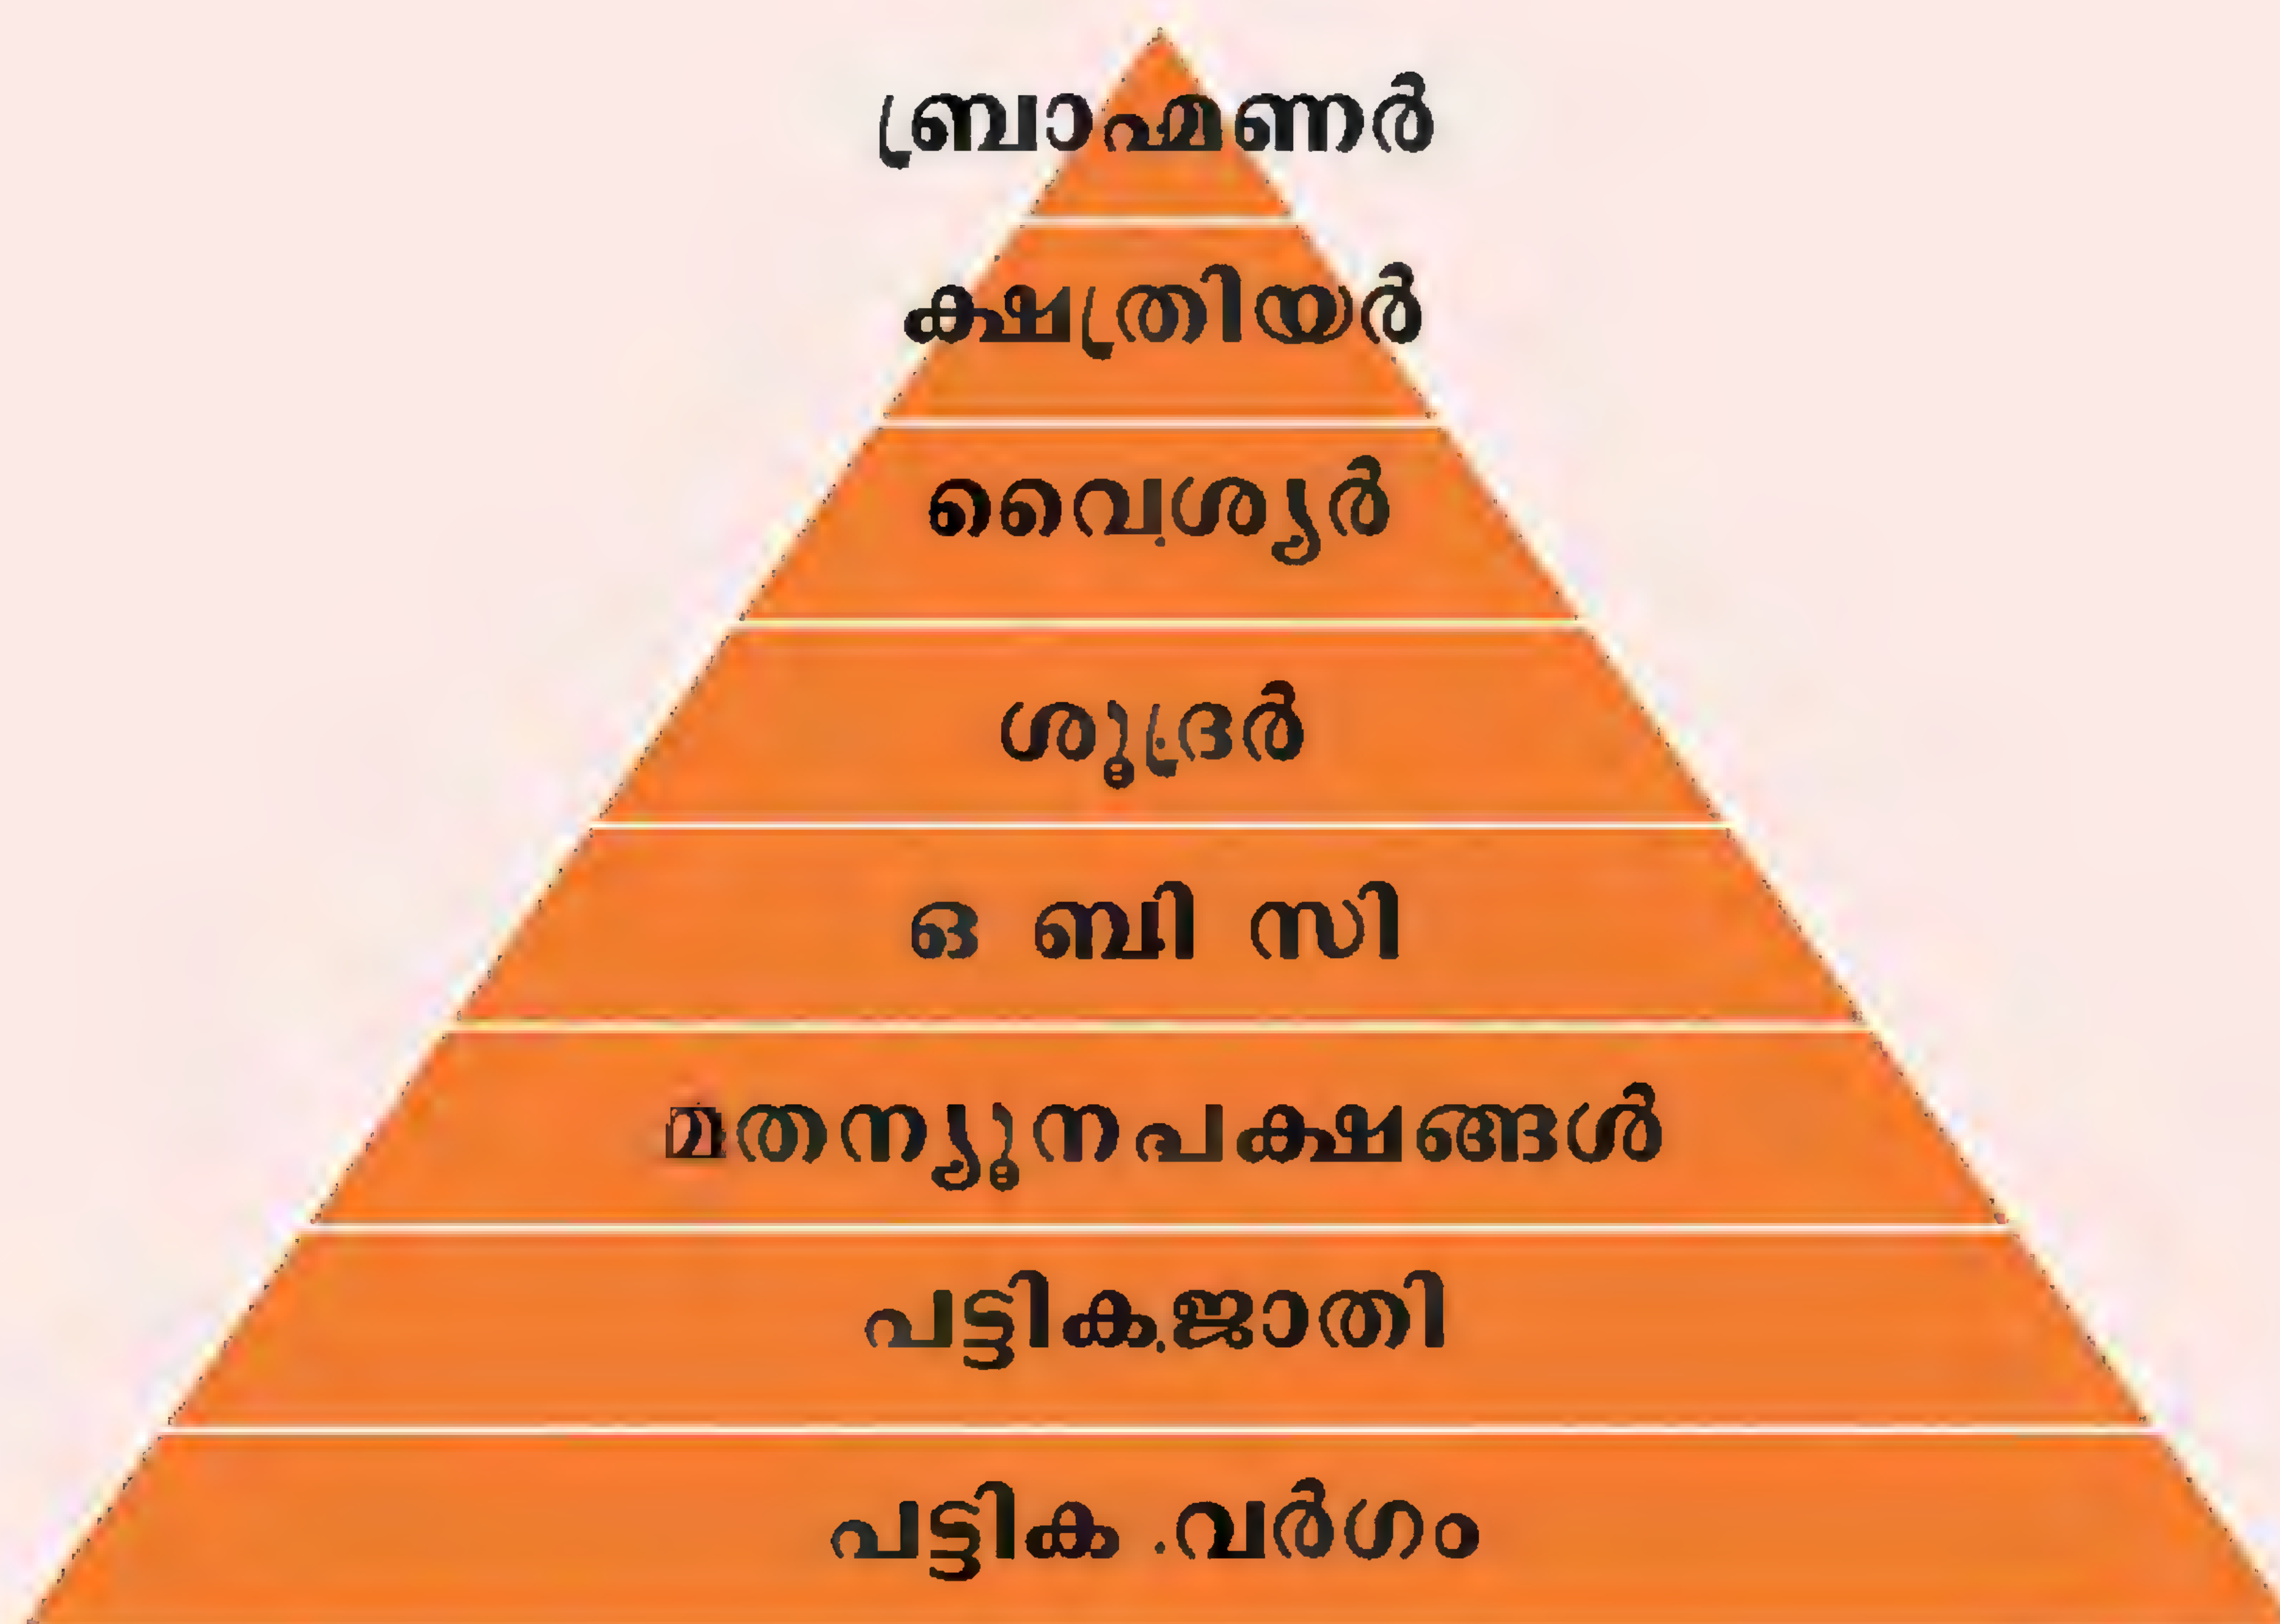 ബ്രാഹ്മണർ
ക്ഷത്രിയർ
വൈശ്യർ
ശൂദ്രർ
ഒ ബി സി
മതന്യൂനപക്ഷങ്ങൾ
പട്ടികജാതി
പട്ടിക വർഗം